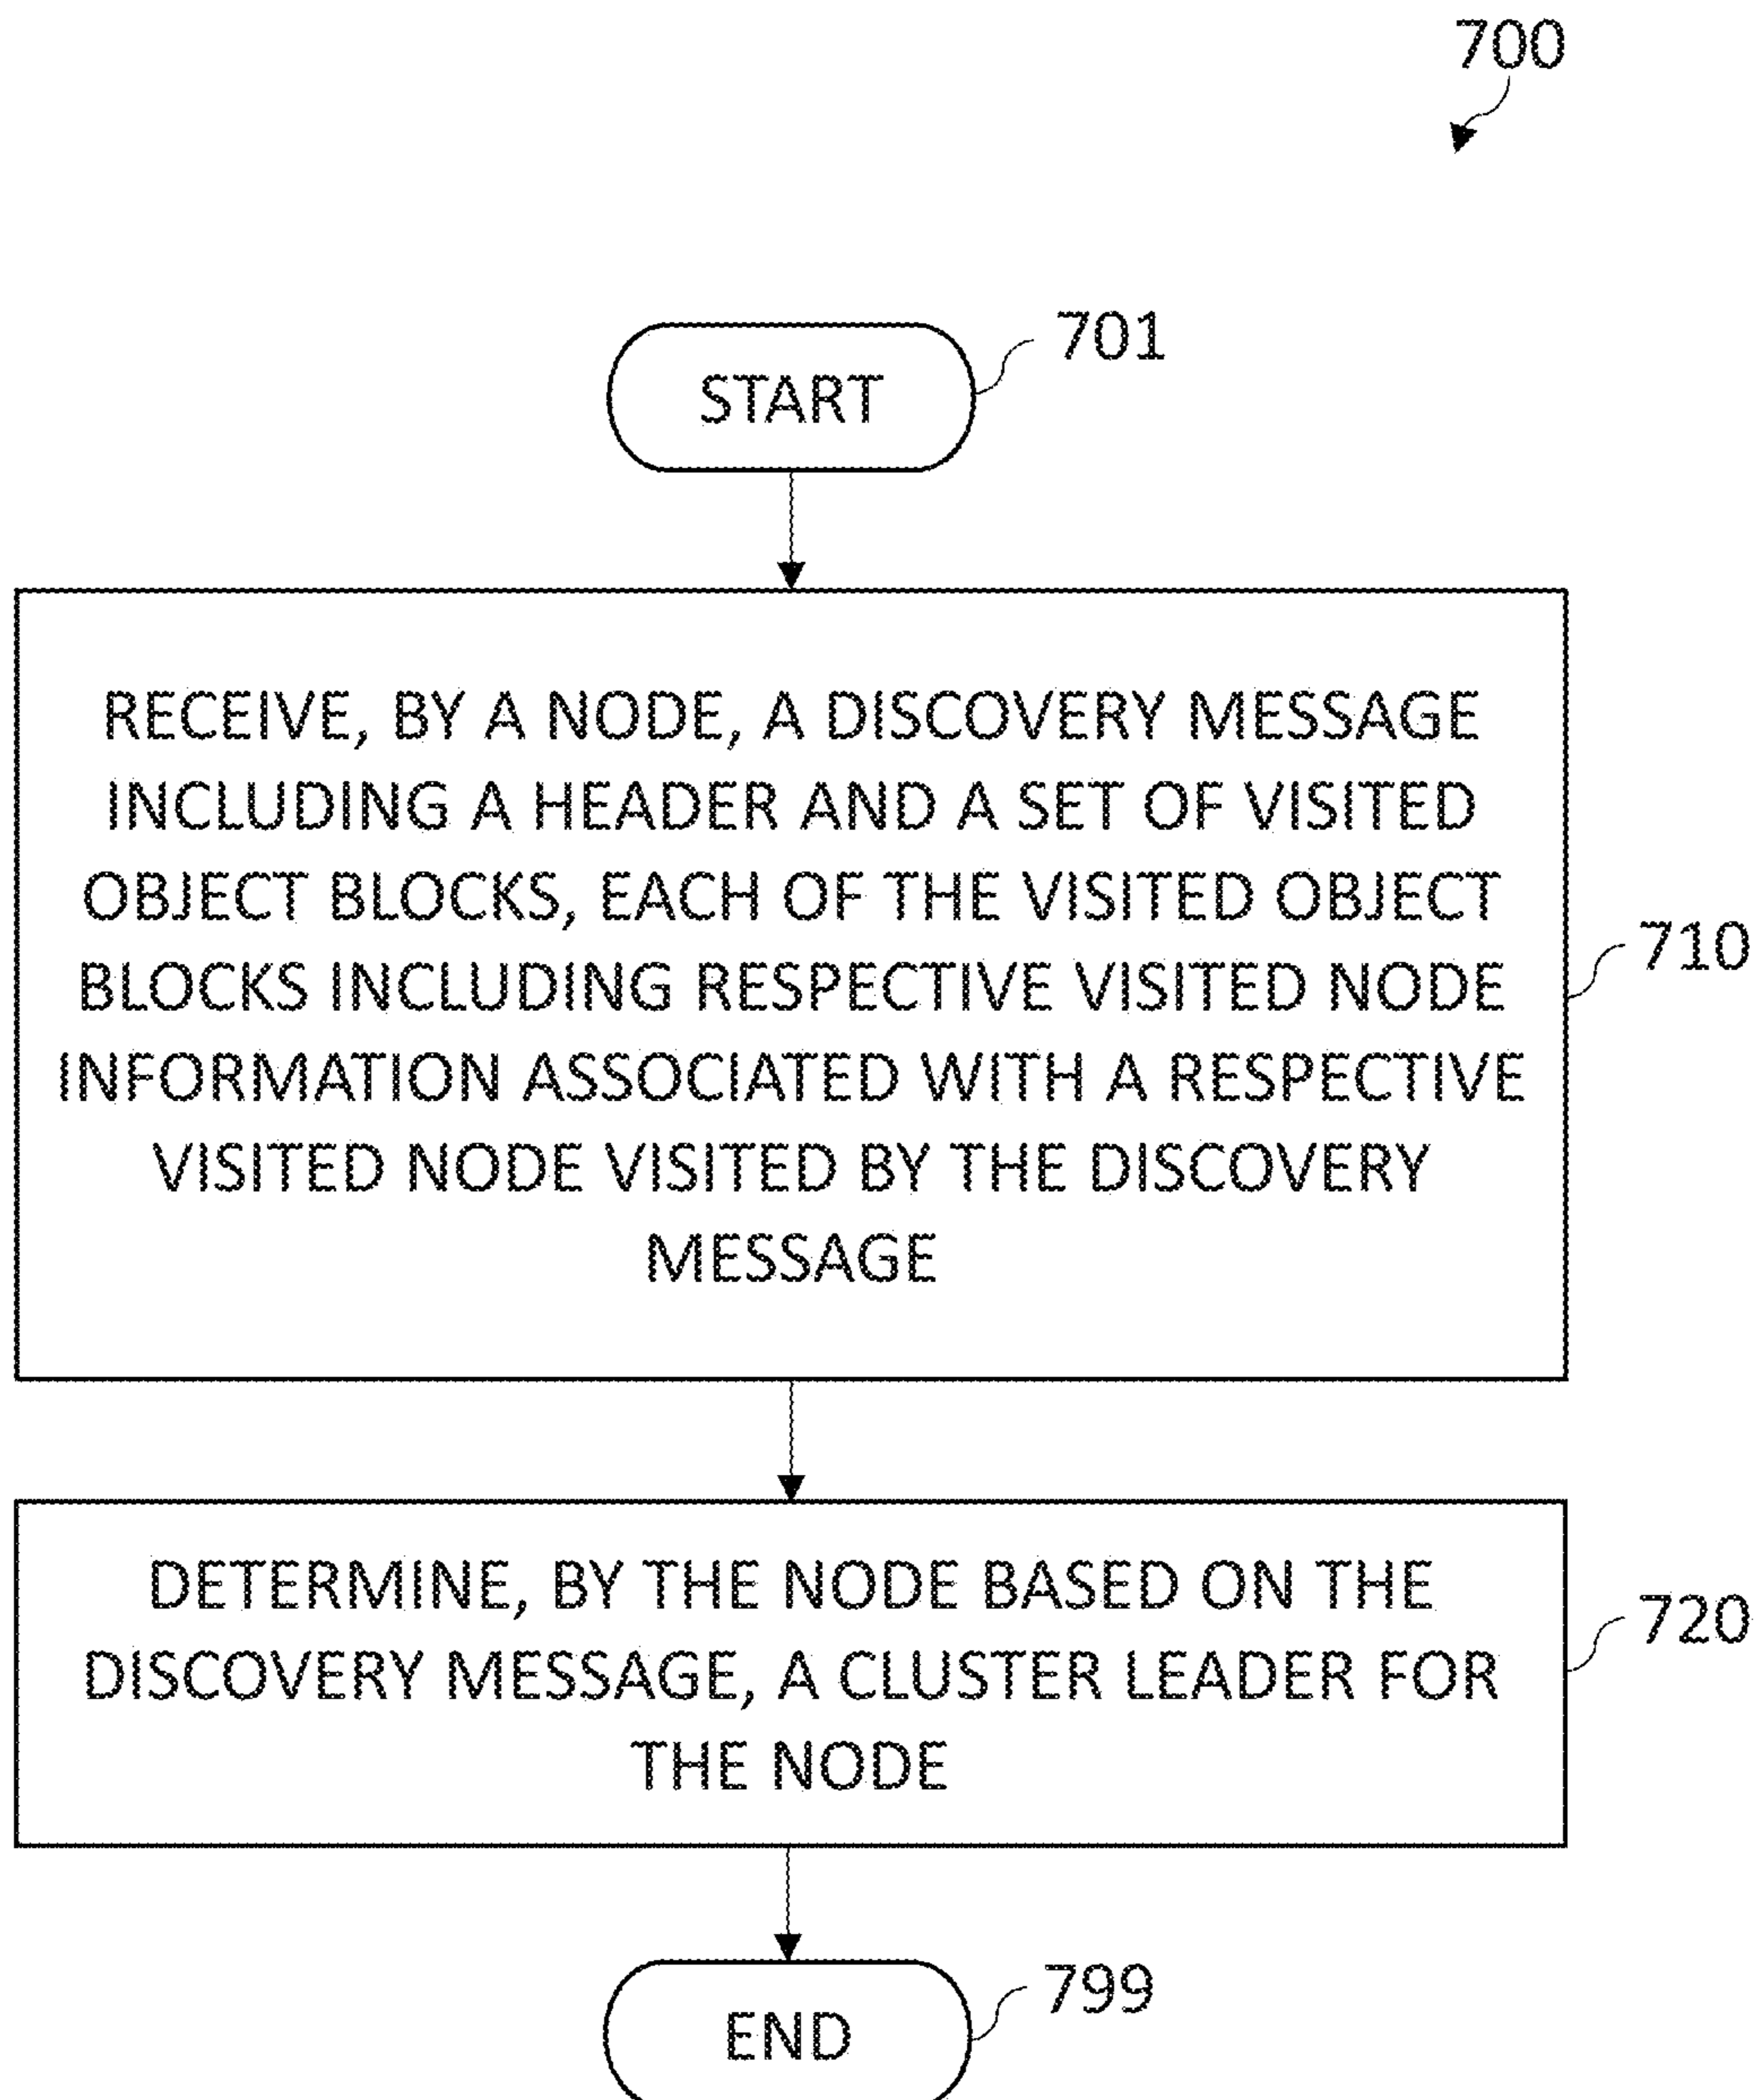 700
START
701
RECEIVE, BY A NODE, A DISCOVERY MESSAGE
INCLUDING A HEADER AND A SET OF VISITED
OBJECT BLOCKS, EACH OF THE VISITED OBJECT
BLOCKS INCLUDING RESPECTIVE VISITED NODE
INFORMATION ASSOCIATED WITH A RESPECTIVE
VISITED NODE VISITED BY THE DISCOVERY
MESSAGE
710
DETERMINE, BY THE NODE BASED ON THE
DISCOVERY MESSAGE, A CLUSTER LEADER FOR
THE NODE
720
END
799